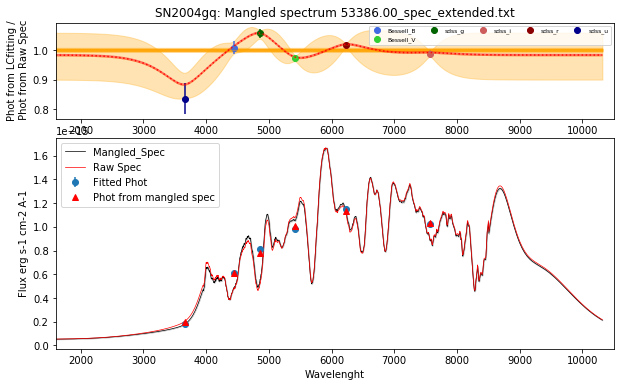 SN2004gq: Mangled spectrum 53386.00_spec_extended.txt
Phot from LCfitting /
Phot from Raw Spec
1.0
0.9
0.8
Bessell_B
Bessell_V
sdss_g
sdss_i
sdss_r
sdss_u
2000 3000 4000 5000 6000 7000 8000 9000 10000
Flux erg s-1 cm-2 A-1
1.6
1.4
1.2
1.0
0.8
0.6
0.4
0.2
0.0
Mangled_Spec
Raw Spec
Fitted Phot
Phot from mangled spec
2000 3000 4000 5000 6000 7000 8000 9000 10000
Wavelenght